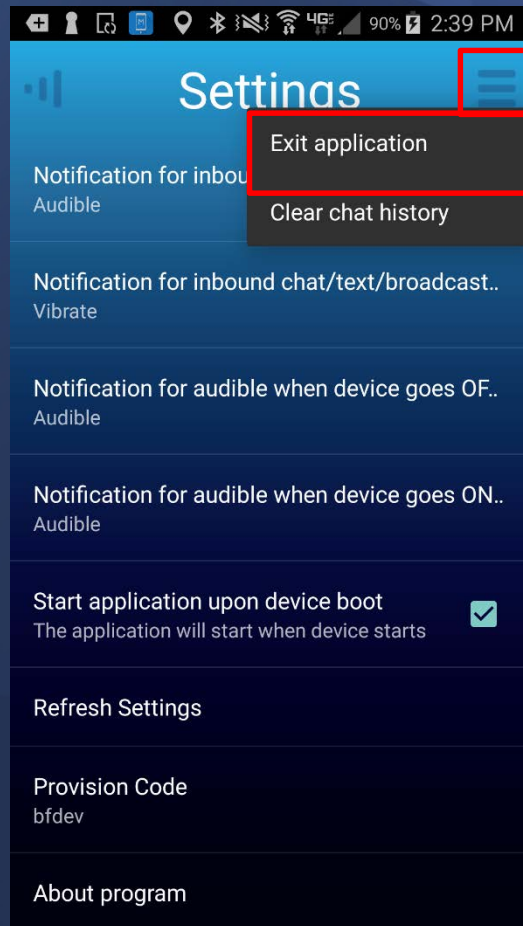 4G 90% 2:39 PM
Settings
Exit application
Clear chat history
Notification for inbou
Audible
Notification for inbound chat/text/broadcast..
Vibrate
Notification for audible when device goes OF..
Audible
Notification for audible when device goes ON..
Audible
Start application upon device boot
The application will start when device starts
Refresh Settings
Provision Code
bfdev
About program